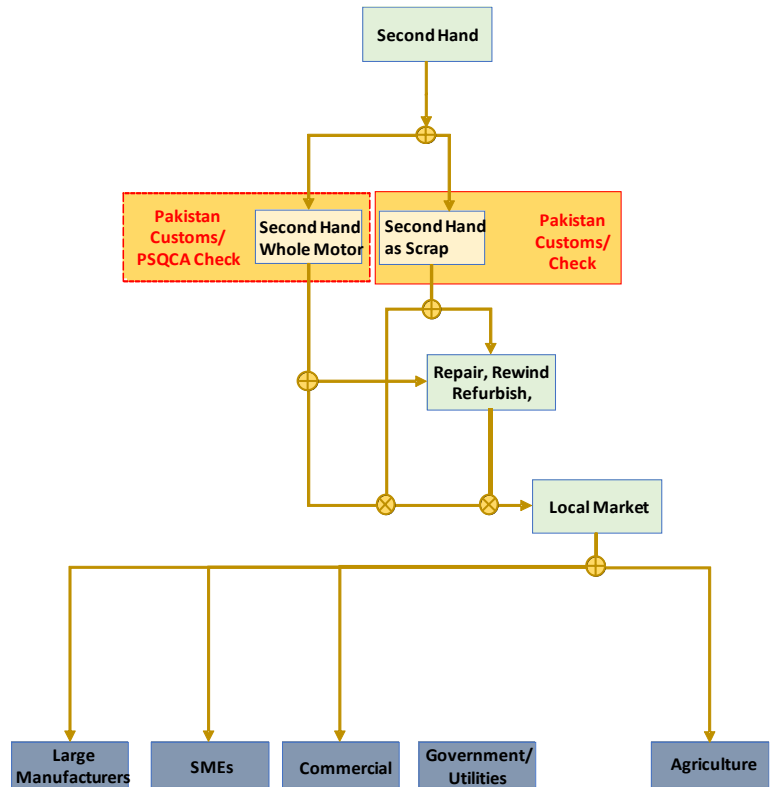 Second Hand
Pakistan
Customs/
PSQCA Check
Second Hand
Whole Motor
Second Hand
as Scrap
Pakistan
Customs/
Check
Repair, Rewind
Refurbish,
Local Market
Large
Manufacturers
SMEs
Commercial
Government/
Utilities
Agriculture